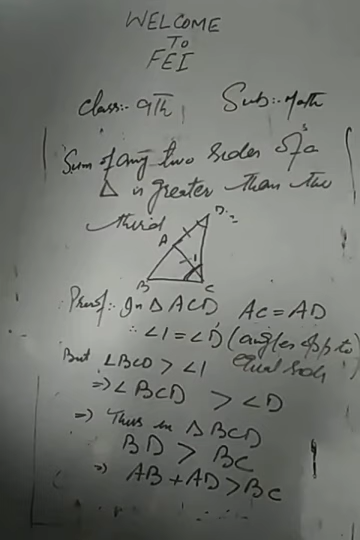 WELCOME
TO
FEI
Class:- 9th Sub:- Math
Sum of any two sides of a
Δ is greater than the
third
D
A
1
B C
Proof:- In Δ ACD AC = AD
∴ ∠1 = ∠D (angles opp to
equal side
But ∠BCD > ∠1
⇒ ∠BCD > ∠D
⇒ Thus in Δ BCD
BD > BC
⇒ AB + AD > BC